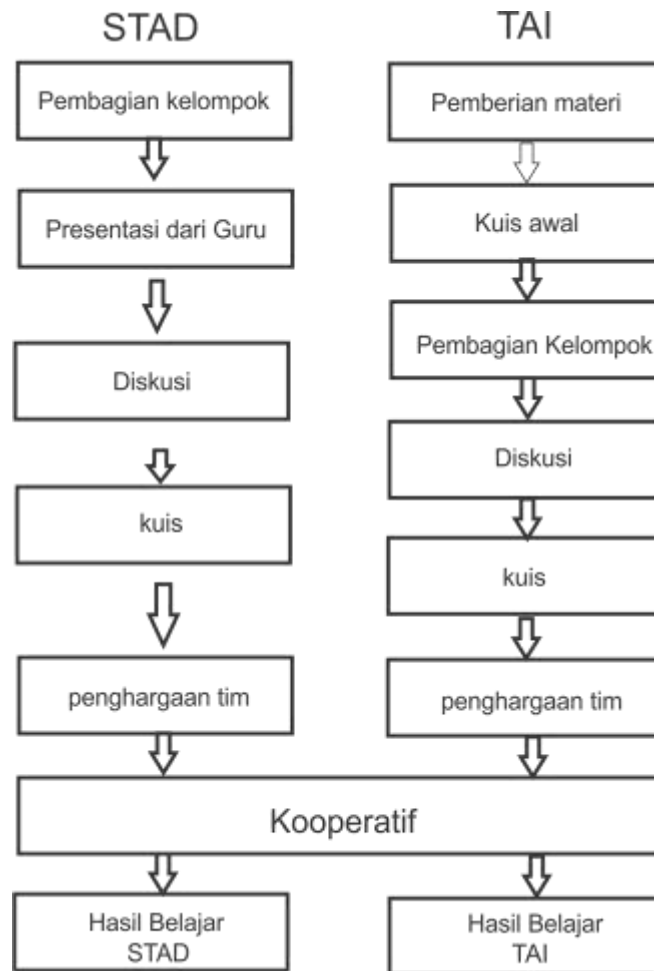 STAD
Pembagian kelompok
Presentasi dari Guru
Diskusi
kuis
penghargaan tim
TAI
Pemberian materi
Kuis awal
Pembagian Kelompok
Diskusi
kuis
penghargaan tim
Kooperatif
Hasil Belajar
STAD
Hasil Belajar
TAI